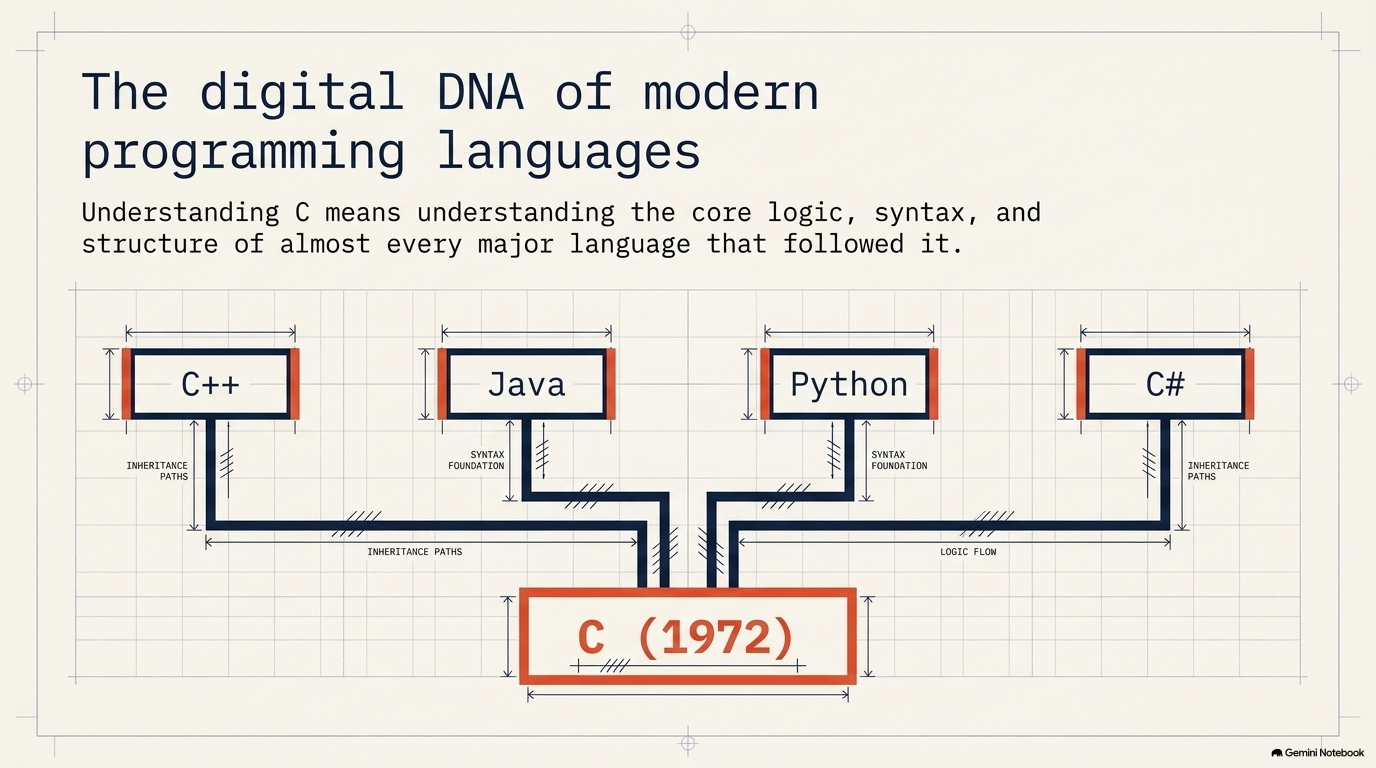 The digital DNA of modern
programming languages
Understanding C means understanding the core logic, syntax, and
structure of almost every major language that followed it.
C++
Java
Python
C#
INHERITANCE
PATHS
SYNTAX
FOUNDATION
SYNTAX
FOUNDATION
INHERITANCE
PATHS
INHERITANCE PATHS
LOGIC FLOW
C (1972)
Gemini Notebook